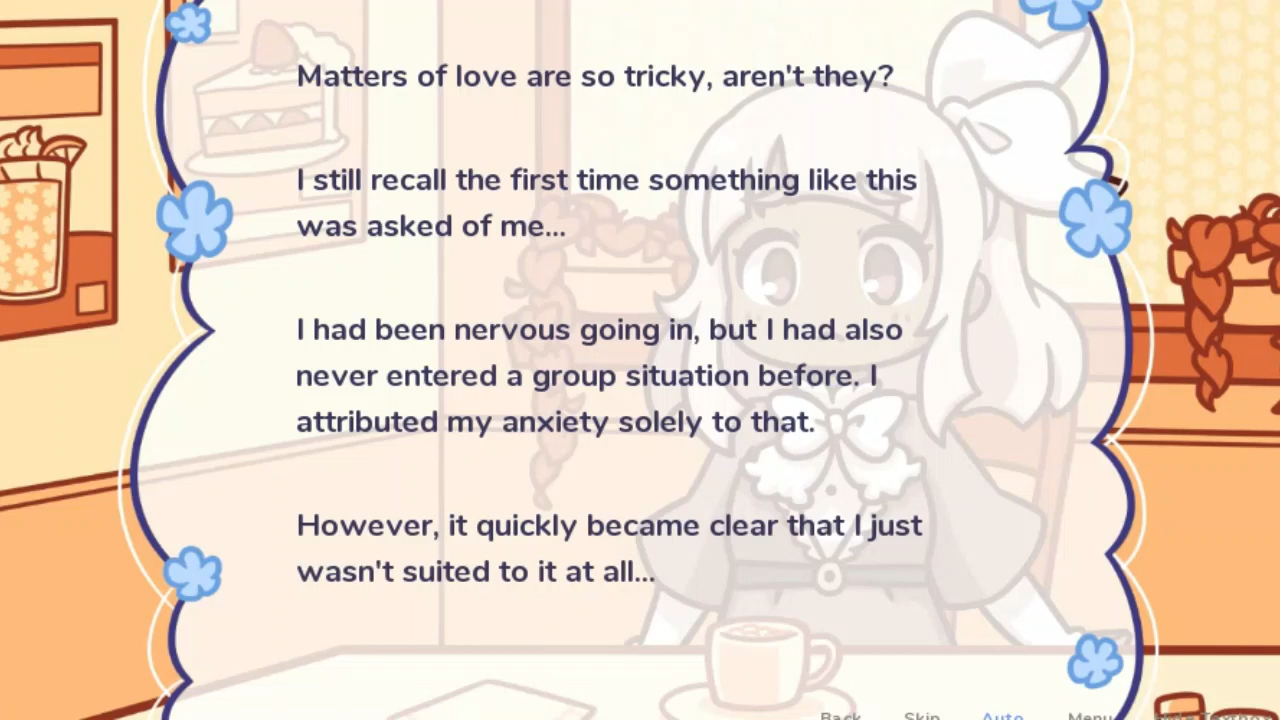 Matters of love are so tricky, aren't they?
I still recall the first time something like this
was asked of me...
I had been nervous going in, but I had also
never entered a group situation before. I
attributed my anxiety solely to that.
However, it quickly became clear that I just
wasn't suited to it at all...
Back Skip Auto Menu